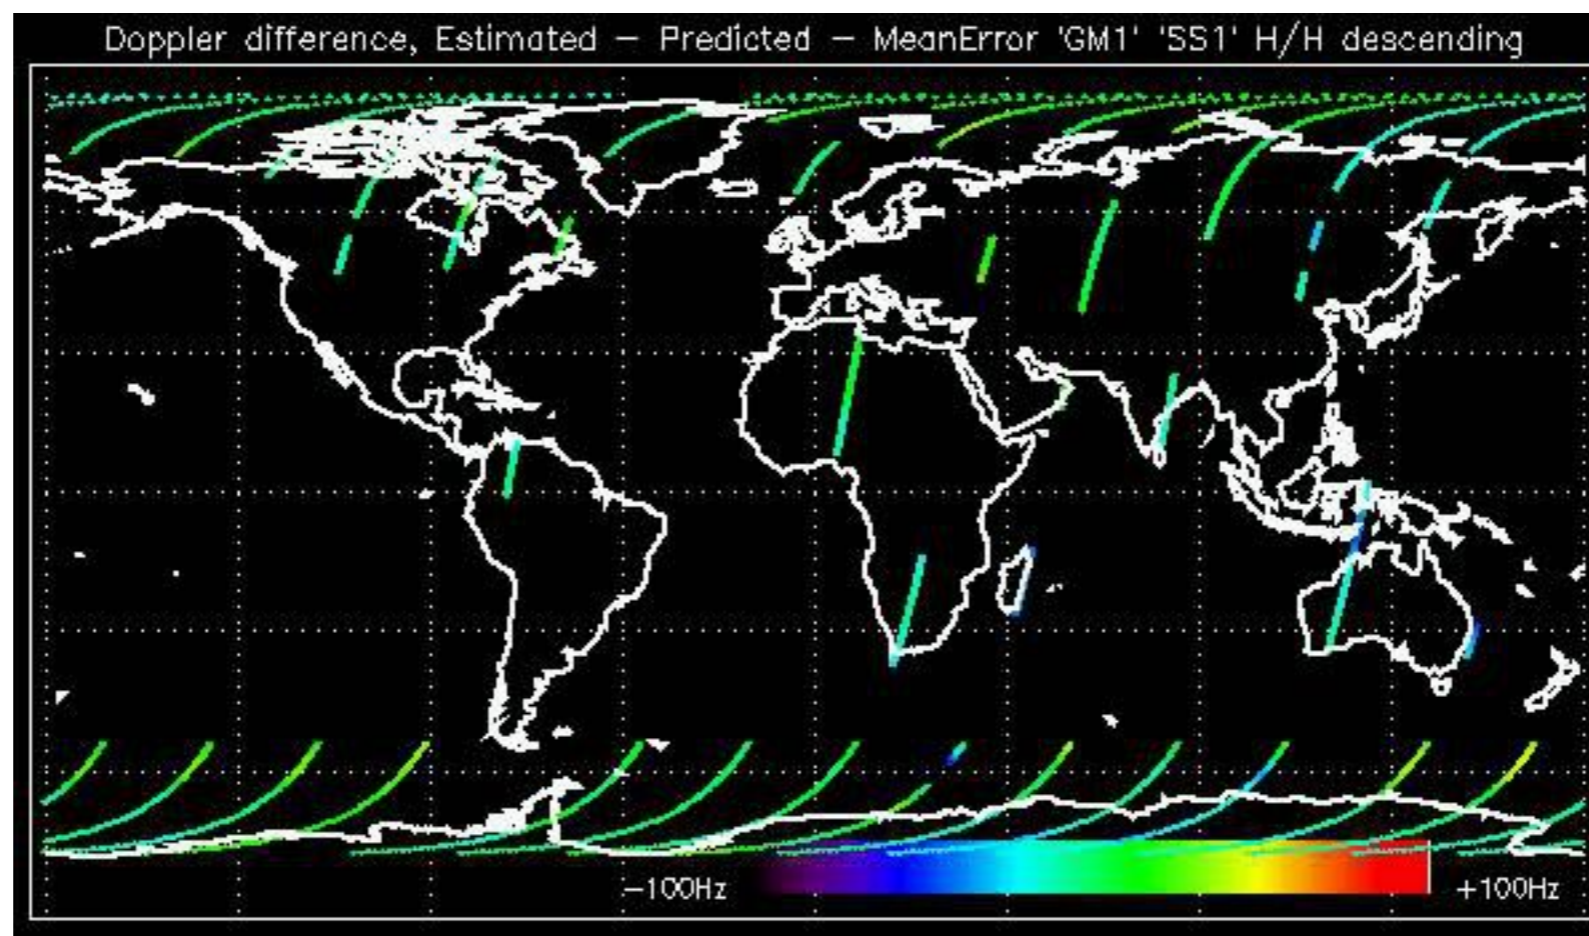 Doppler difference, Estimated − Predicted − MeanError 'GM1' 'SS1' H/H descending
−100Hz
+100Hz